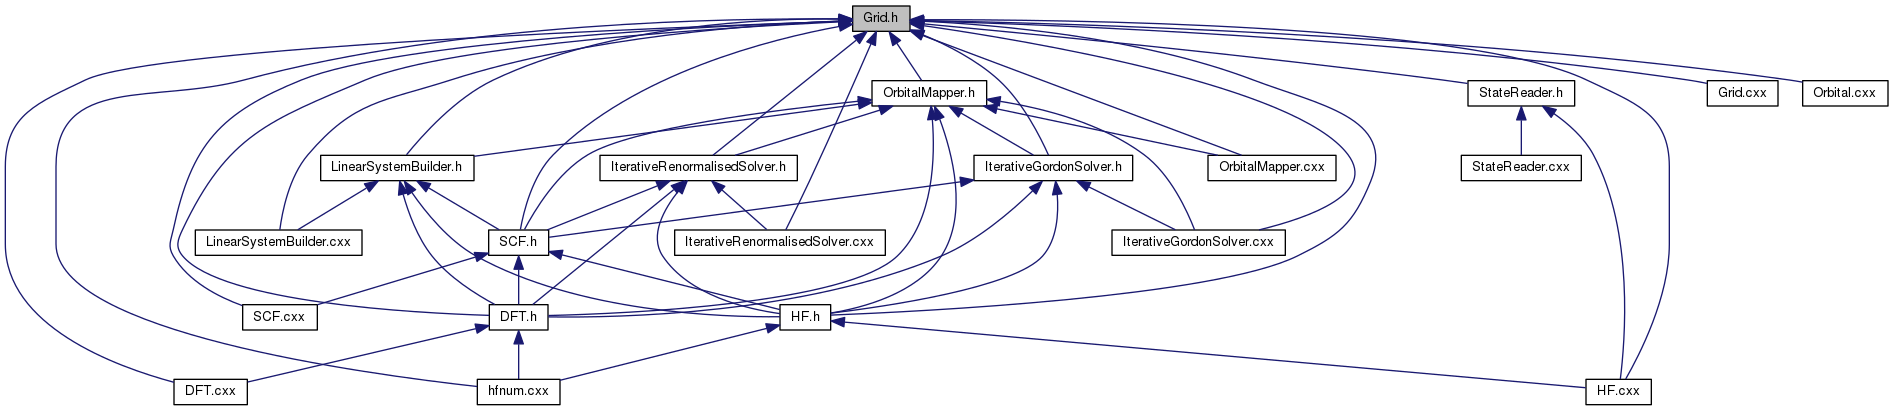 Grid.h
OrbitalMapper.h
StateReader.h
Grid.cxx
Orbital.cxx
LinearSystemBuilder.h
IterativeRenormalisedSolver.h
IterativeGordonSolver.h
OrbitalMapper.cxx
StateReader.cxx
LinearSystemBuilder.cxx
SCF.h
IterativeRenormalisedSolver.cxx
IterativeGordonSolver.cxx
SCF.cxx
DFT.h
HF.h
DFT.cxx
hfnum.cxx
HF.cxx